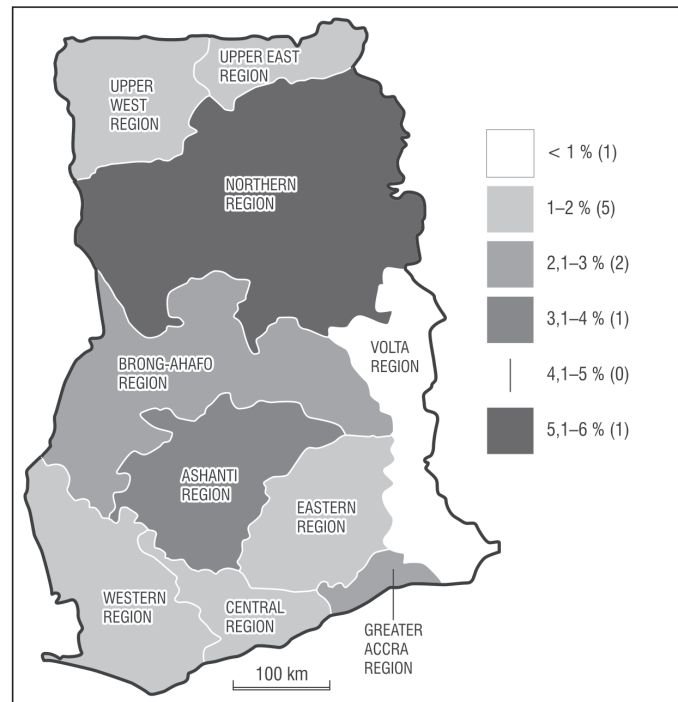 UPPER EAST
REGION
UPPER
WEST
REGION
NORTHERN
REGION
BRONG-AHAFO
REGION
VOLTA
REGION
ASHANTI
REGION
EASTERN
REGION
WESTERN
REGION
CENTRAL
REGION
GREATER
ACCRA
REGION
100 km
< 1 % (1)
1–2 % (5)
2,1–3 % (2)
3,1–4 % (1)
4,1–5 % (0)
5,1–6 % (1)